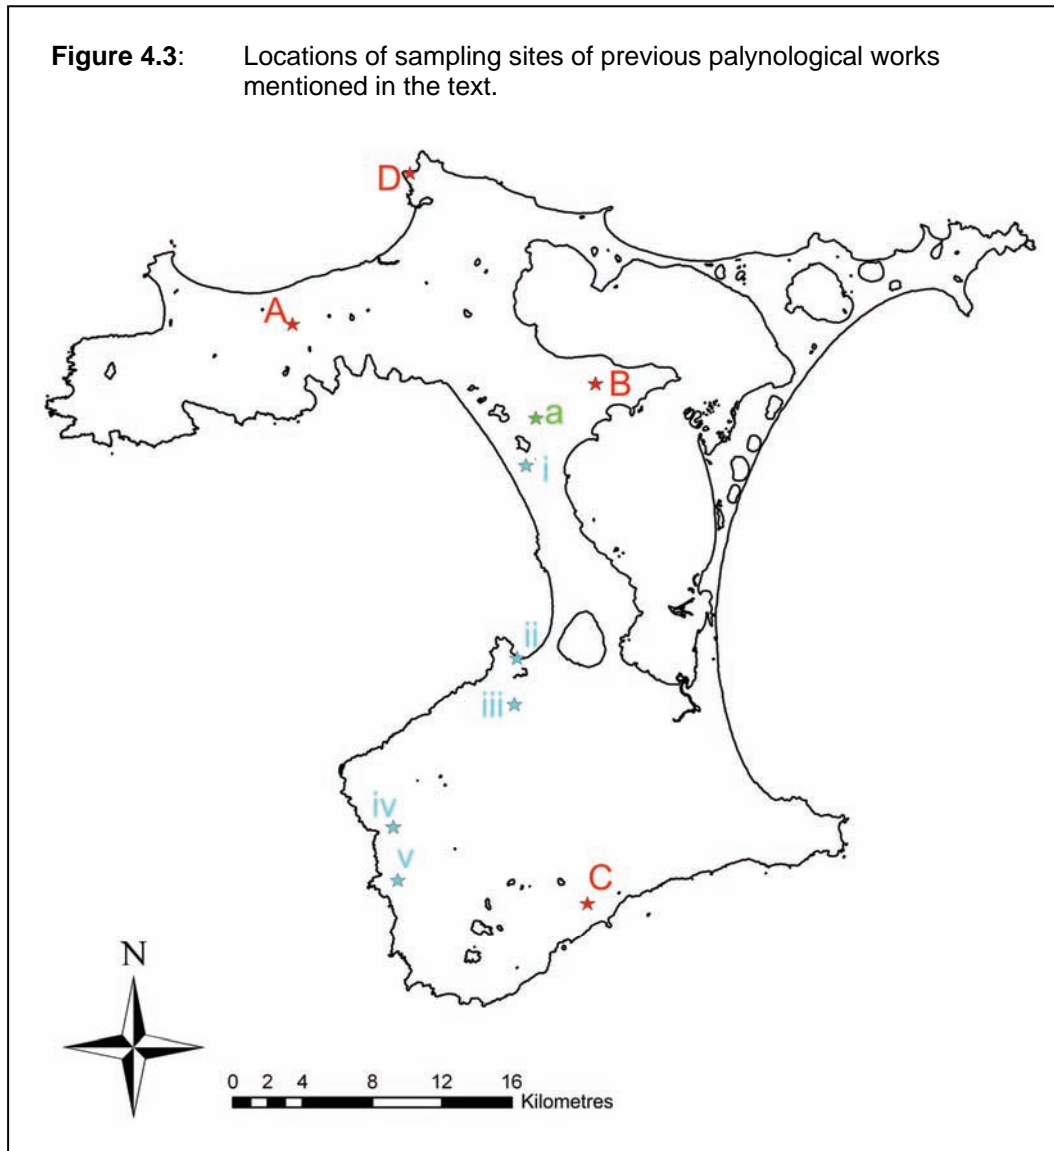 Figure 4.3: Locations of sampling sites of previous palynological works
mentioned in the text.
D
A
B
a
i
ii
iii
iv
v
C
N
0 2 4 8 12 16
Kilometres